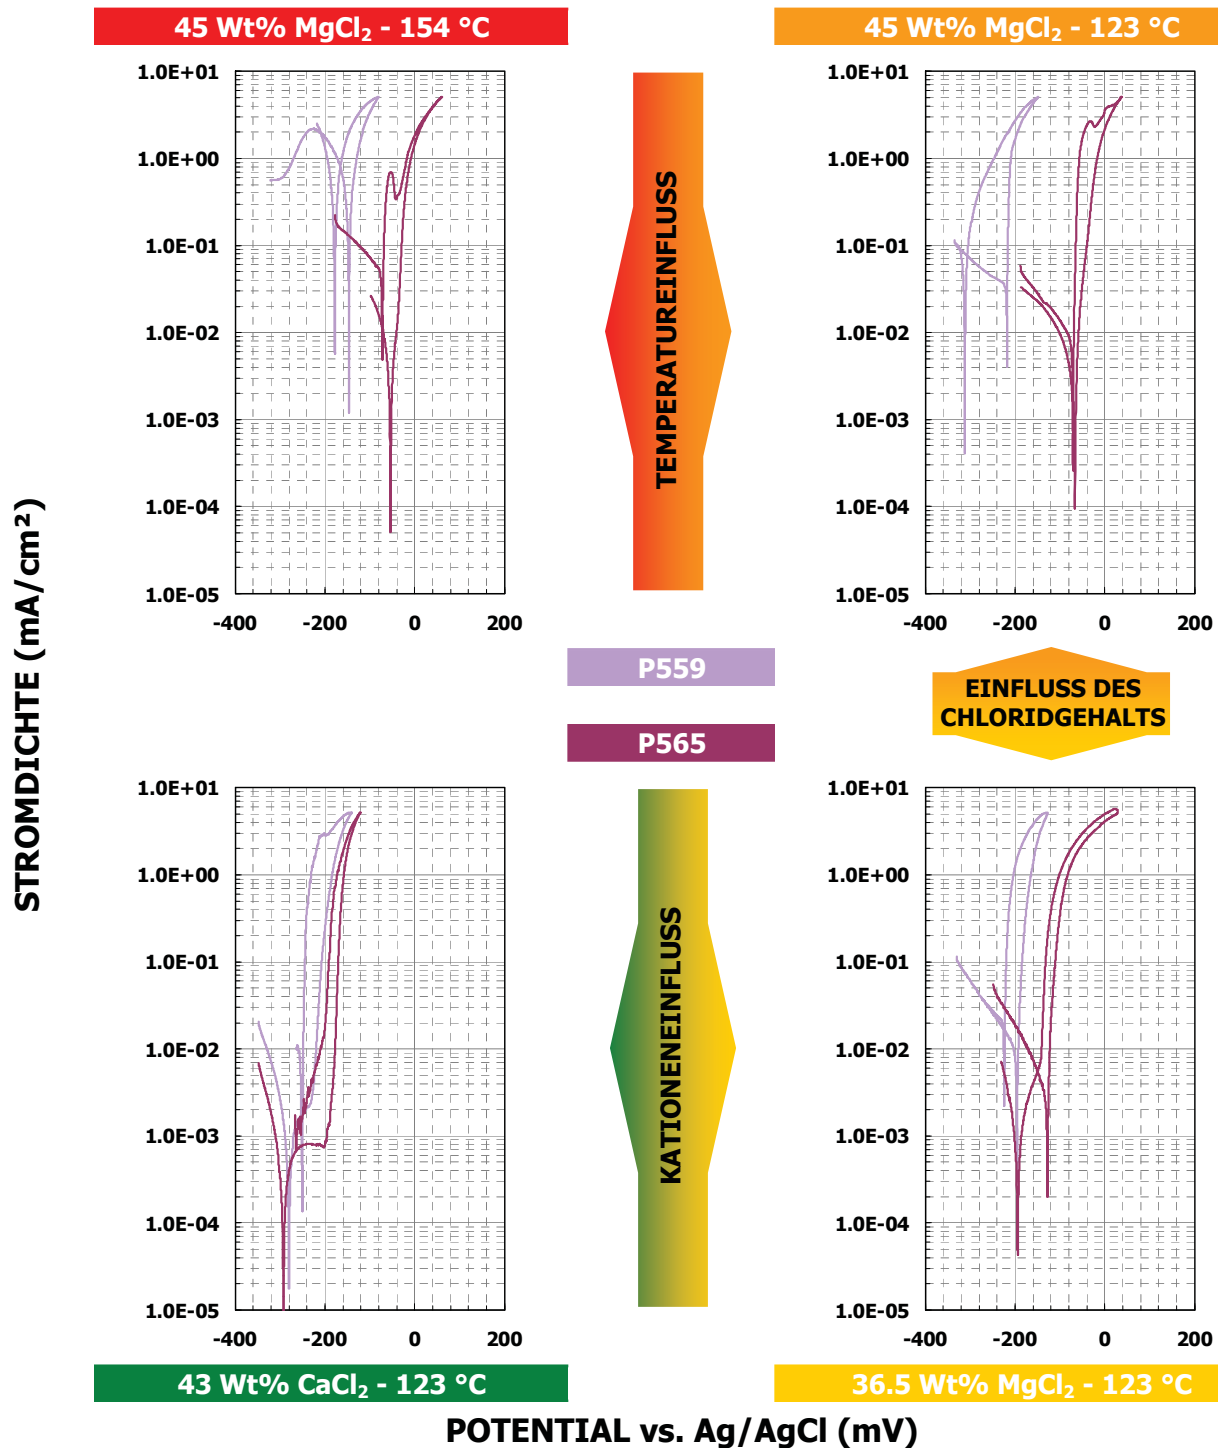 45 Wt% MgCl₂ - 154 °C
45 Wt% MgCl₂ - 123 °C
STROMDICHTE (mA/cm²)
1.0E+01
1.0E+00
1.0E-01
1.0E-02
1.0E-03
1.0E-04
1.0E-05
-400 -200 0 200
TEMPERATUREINFLUSS
1.0E+01
1.0E+00
1.0E-01
1.0E-02
1.0E-03
1.0E-04
1.0E-05
-400 -200 0 200
P559
P565
EINFLUSS DES
CHLORIDGEHALTS
1.0E+01
1.0E+00
1.0E-01
1.0E-02
1.0E-03
1.0E-04
1.0E-05
-400 -200 0 200
KATIONENEINFLUSS
1.0E+01
1.0E+00
1.0E-01
1.0E-02
1.0E-03
1.0E-04
1.0E-05
-400 -200 0 200
43 Wt% CaCl₂ - 123 °C
36.5 Wt% MgCl₂ - 123 °C
POTENTIAL vs. Ag/AgCl (mV)